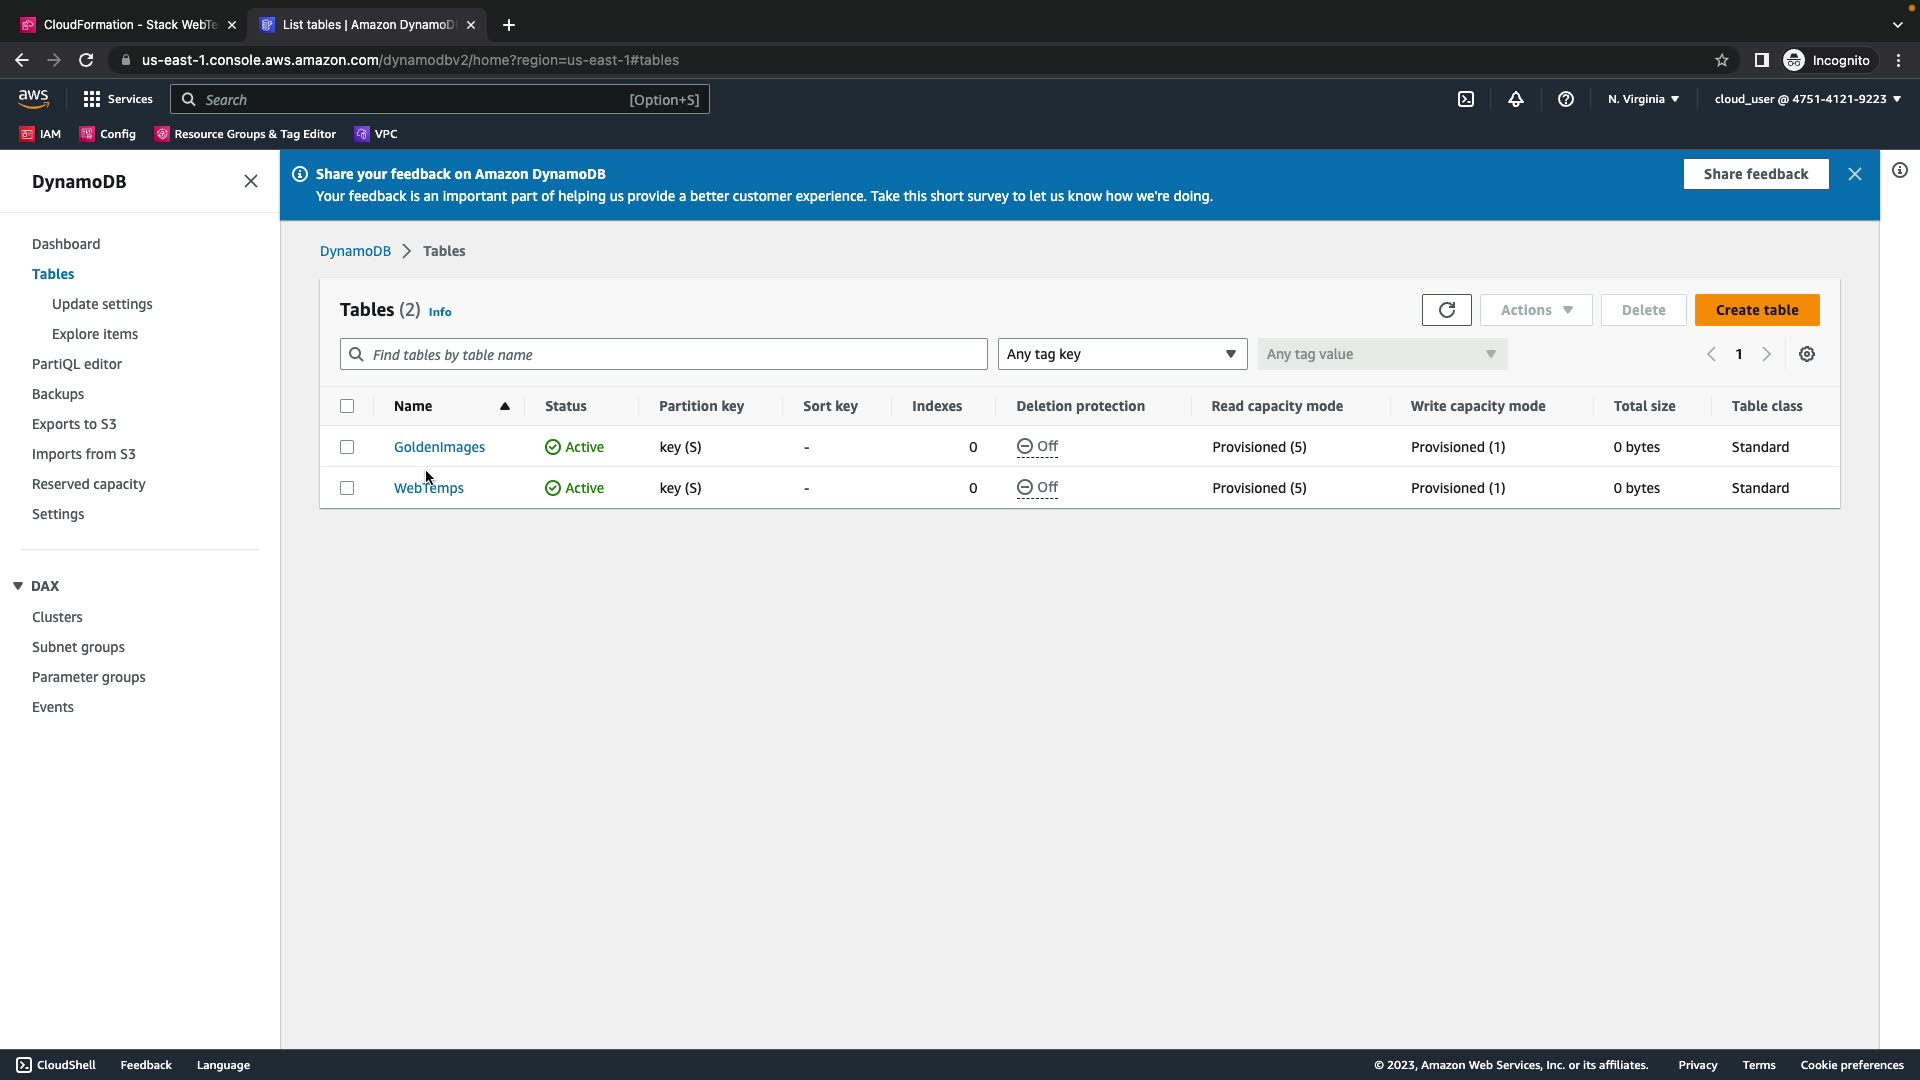 CloudFormation - Stack WebTe
List tables | Amazon DynamoD
us-east-1.console.aws.amazon.com/dynamodbv2/home?region=us-east-1#tables
Incognito
aws
Services
Search
[Option+S]
N. Virginia
cloud_user @ 4751-4121-9223
IAM
Config
Resource Groups & Tag Editor
VPC
DynamoDB
Dashboard
Tables
Update settings
Explore items
PartiQL editor
Backups
Exports to S3
Imports from S3
Reserved capacity
Settings
DAX
Clusters
Subnet groups
Parameter groups
Events
Share your feedback on Amazon DynamoDB
Your feedback is an important part of helping us provide a better customer experience. Take this short survey to let us know how we're doing.
Share feedback
DynamoDB > Tables
Tables (2) Info
Actions
Delete
Create table
Find tables by table name
Any tag key
Any tag value
1
Name Status Partition key Sort key Indexes Deletion protection Read capacity mode Write capacity mode Total size Table class
GoldenImages Active key (S) - 0 Off Provisioned (5) Provisioned (1) 0 bytes Standard
WebTemps Active key (S) - 0 Off Provisioned (5) Provisioned (1) 0 bytes Standard
CloudShell Feedback Language
© 2023, Amazon Web Services, Inc. or its affiliates. Privacy Terms Cookie preferences